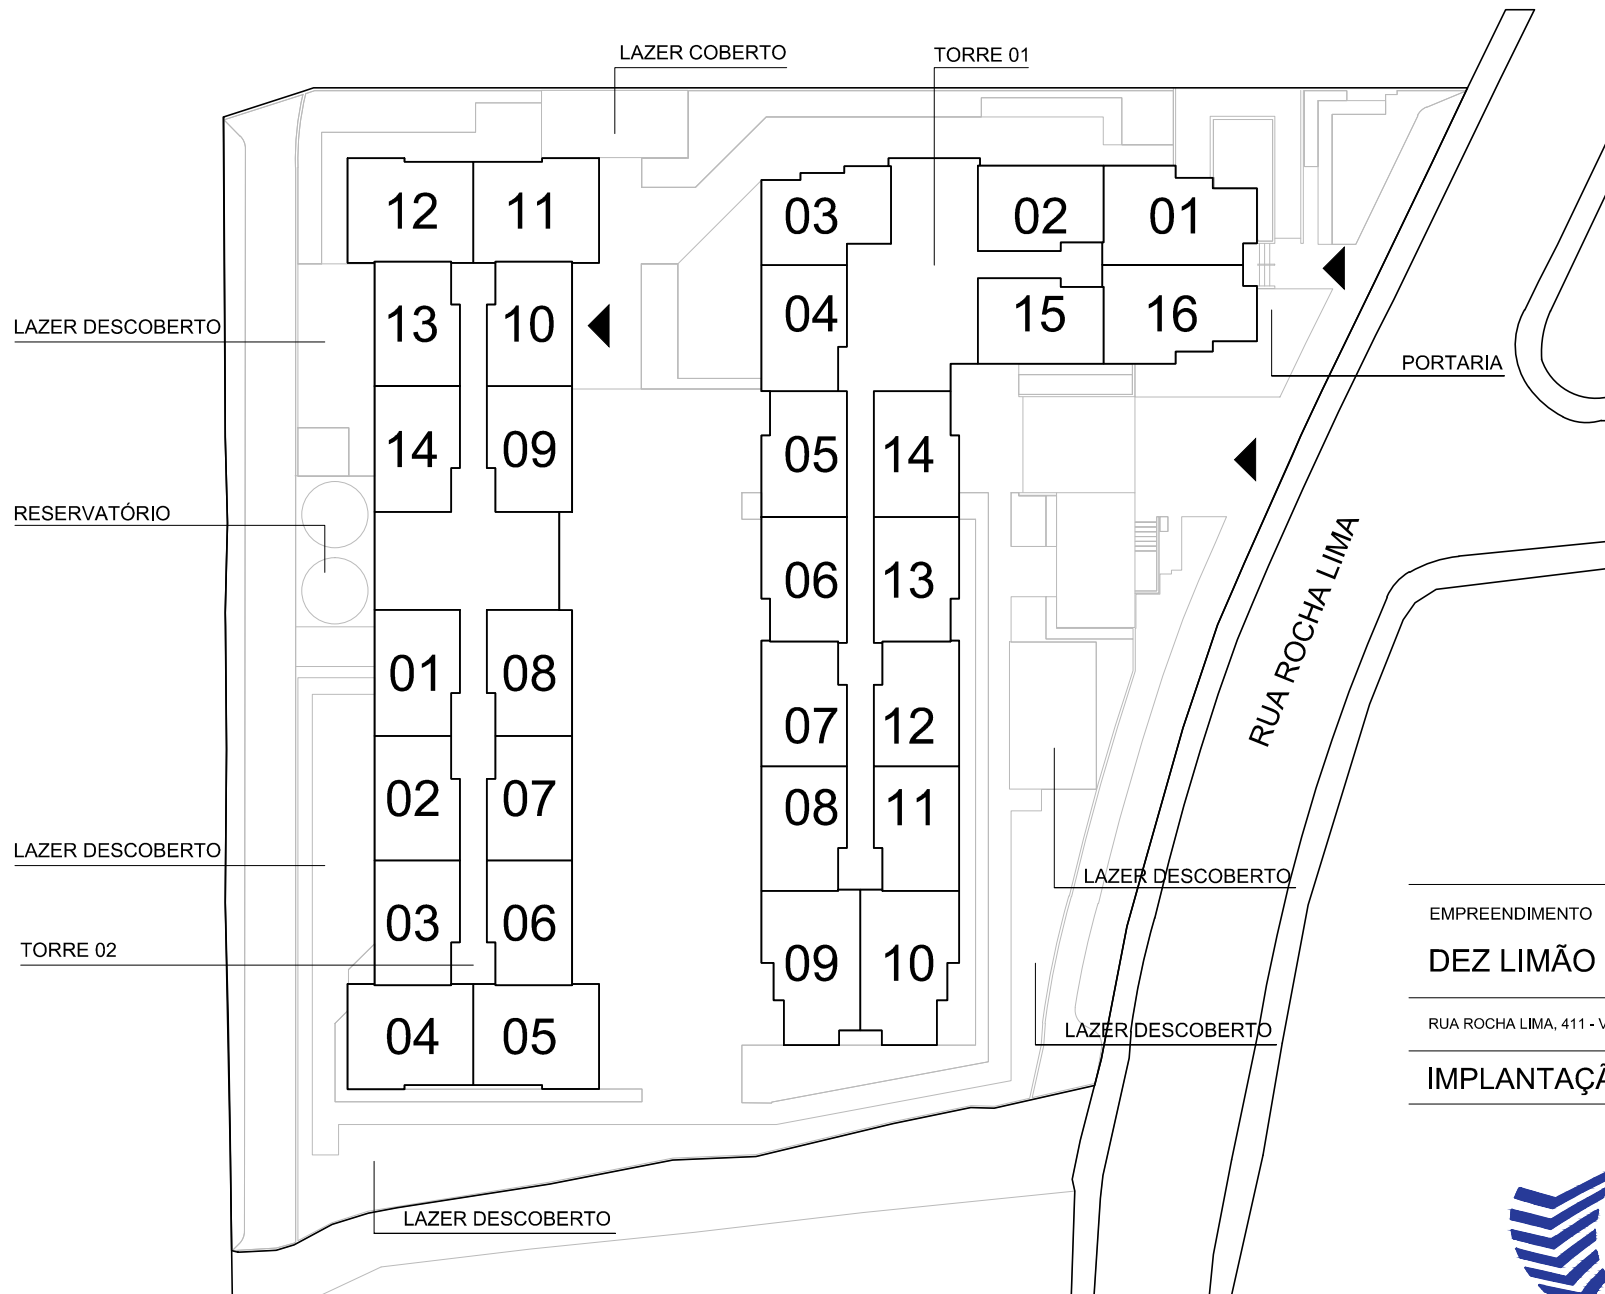 LAZER COBERTO
TORRE 01
12
11
03
02
01
13
10
04
15
16
LAZER DESCOBERTO
PORTARIA
14
09
05
14
RESERVATÓRIO
06
13
RUA ROCHA LIMA
01
08
07
12
02
07
08
11
LAZER DESCOBERTO
LAZER DESCOBERTO
03
06
EMPREENDIMENTO
TORRE 02
09
10
DEZ LIMÃO
04
05
LAZER DESCOBERTO
RUA ROCHA LIMA, 411 - V
IMPLANTAÇÃ
LAZER DESCOBERTO